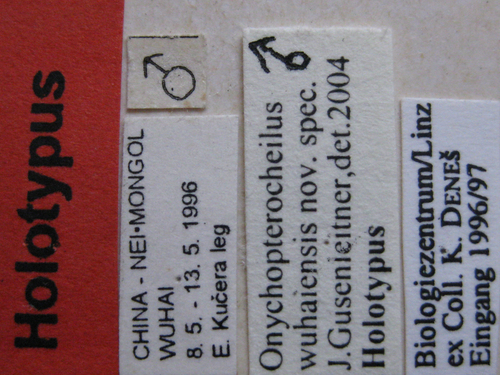 Holotypus
♂
CHINA - NEI-MONGOL
WUHAI
8. 5. - 13. 5. 1996
E. Kučera leg
♂
Onychopterocheilus
wuhaiensis nov. spec.
J.Gusenleitner,det.2004
Holotypus
Biologiezentrum/Linz
ex Coll. K. DENEŠ
Eingang 1996/97